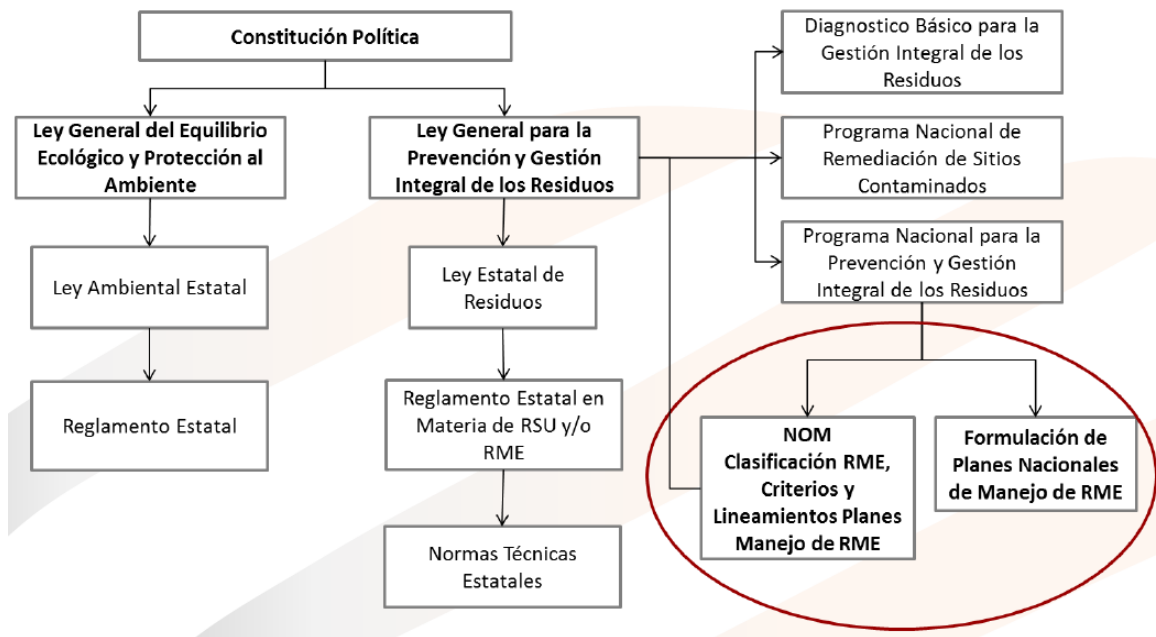 Constitución Política
Ley General del Equilibrio
Ecológico y Protección al
Ambiente
Ley Ambiental Estatal
Reglamento Estatal
Ley General para la
Prevención y Gestión
Integral de los Residuos
Ley Estatal de
Residuos
Reglamento Estatal en
Materia de RSU y/o
RME
Normas Técnicas
Estatales
Diagnostico Básico para la
Gestión Integral de los
Residuos
Programa Nacional de
Remediación de Sitios
Contaminados
Programa Nacional para la
Prevención y Gestión
Integral de los Residuos
NOM
Clasificación RME,
Criterios y
Lineamientos Planes
Manejo de RME
Formulación de
Planes Nacionales
de Manejo de RME